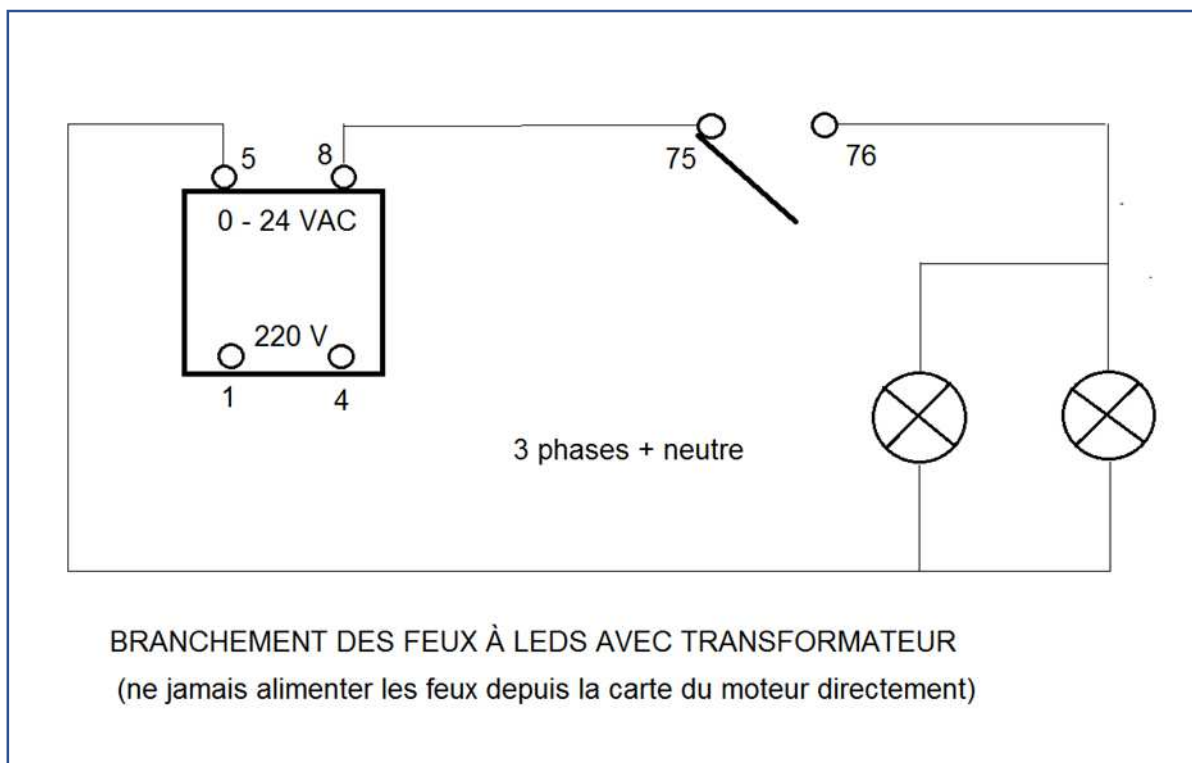 5
8
75
76
0 - 24 VAC
220 V
1
4
3 phases + neutre
BRANCHEMENT DES FEUX À LEDS AVEC TRANSFORMATEUR
(ne jamais alimenter les feux depuis la carte du moteur directement)